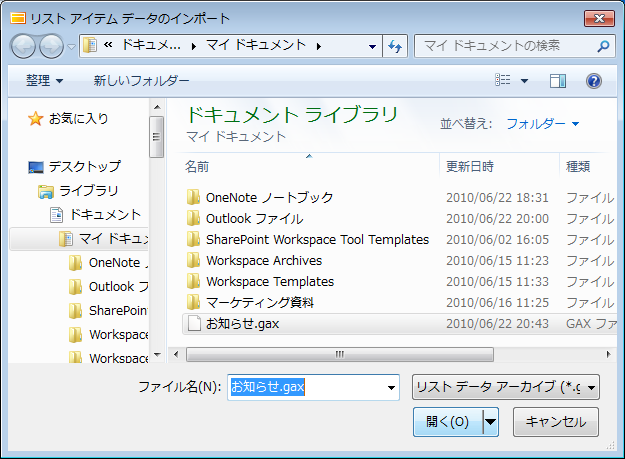 リスト アイテム データのインポート
« ドキュメ... ▸ マイ ドキュメント ▸
マイ ドキュメントの検索
整理 ▼ 新しいフォルダー
お気に入り
デスクトップ
ライブラリ
ドキュメント
マイ ドキュメ
OneNote ノ
Outlook フ
SharePoint
Workspace
Workspace
ドキュメント ライブラリ
マイ ドキュメント
並べ替え: フォルダー ▼
名前 更新日時 種類
OneNote ノートブック 2010/06/22 18:31 ファイル
Outlook ファイル 2010/06/22 20:00 ファイル
SharePoint Workspace Tool Templates 2010/06/02 16:05 ファイル
Workspace Archives 2010/06/15 11:23 ファイル
Workspace Templates 2010/06/15 11:33 ファイル
マーケティング資料 2010/06/16 11:25 ファイル
お知らせ.gax 2010/06/22 20:43 GAX ファ
ファイル名(N): お知らせ.gax
リスト データ アーカイブ (*.g
開く(O) キャンセル